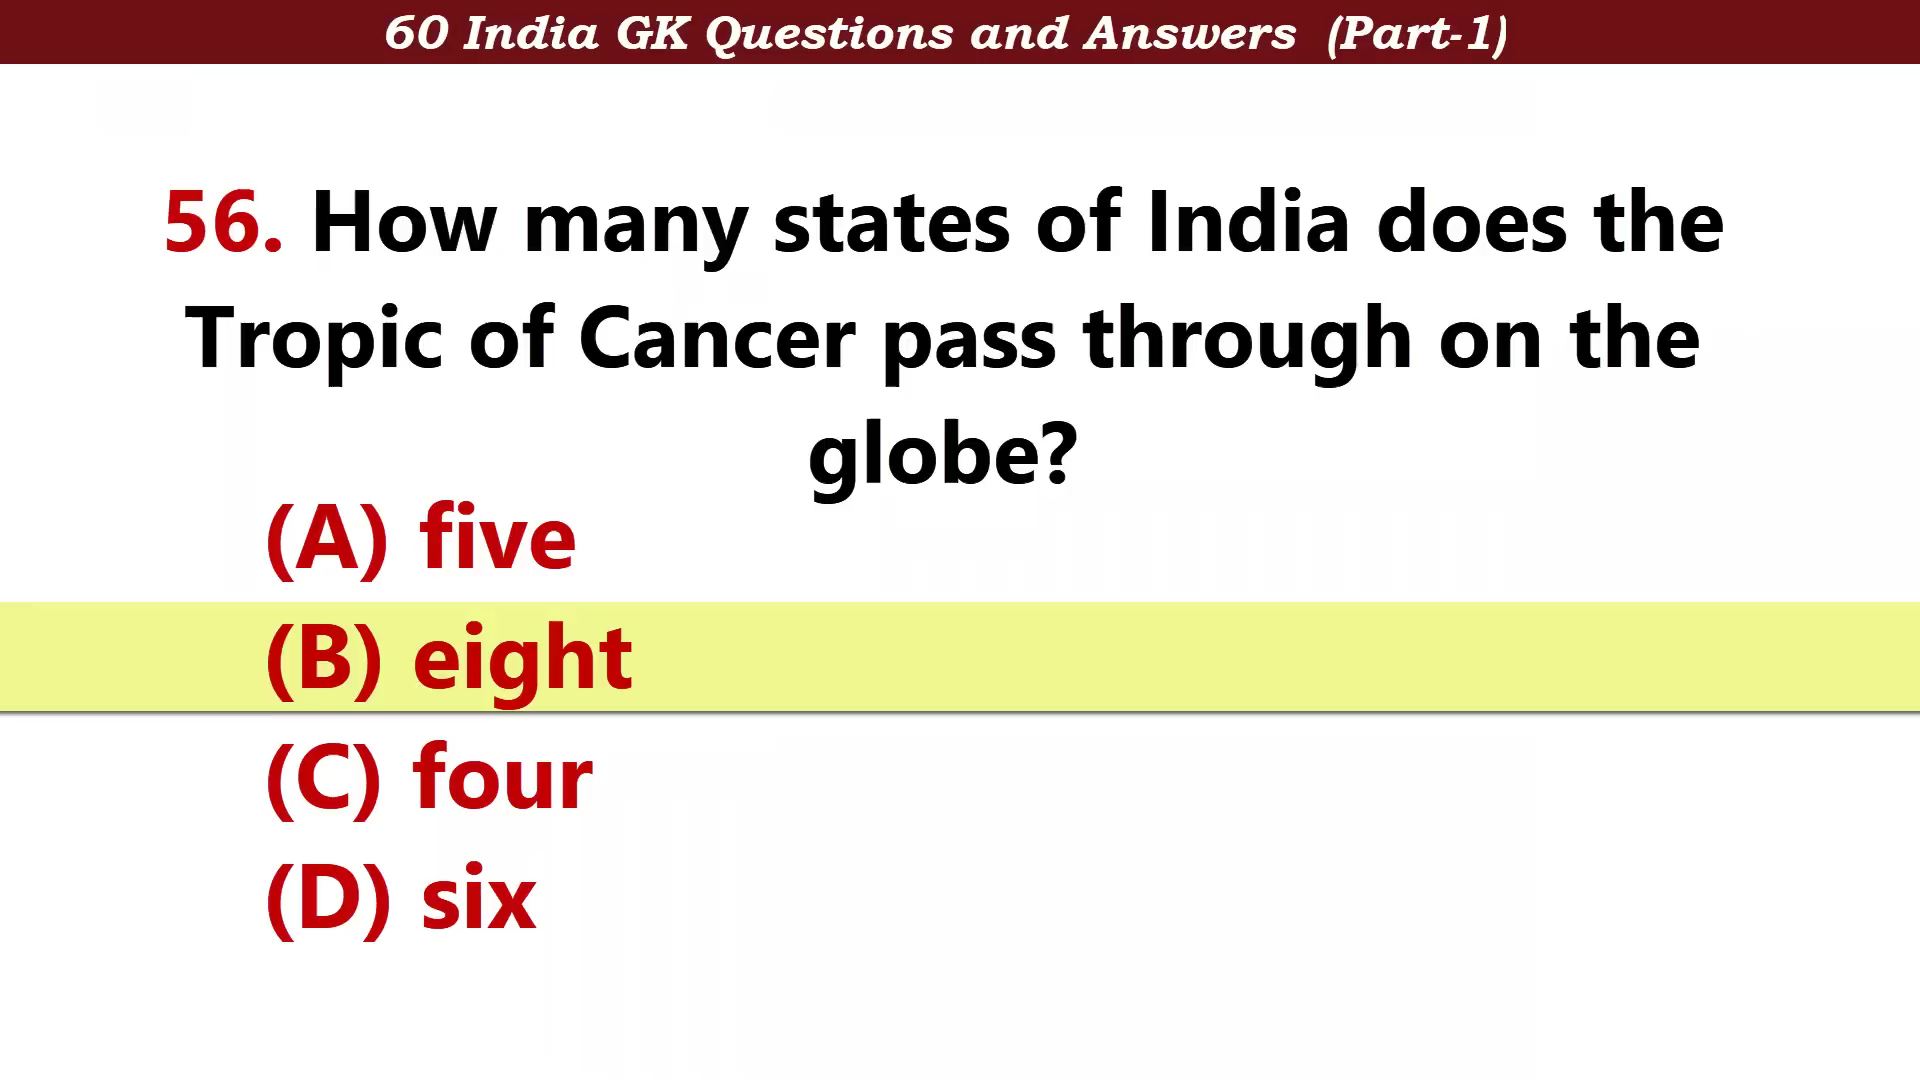 60 India GK Questions and Answers (Part-1)
56. How many states of India does the
Tropic of Cancer pass through on the
globe?
(A) five
(B) eight
(C) four
(D) six